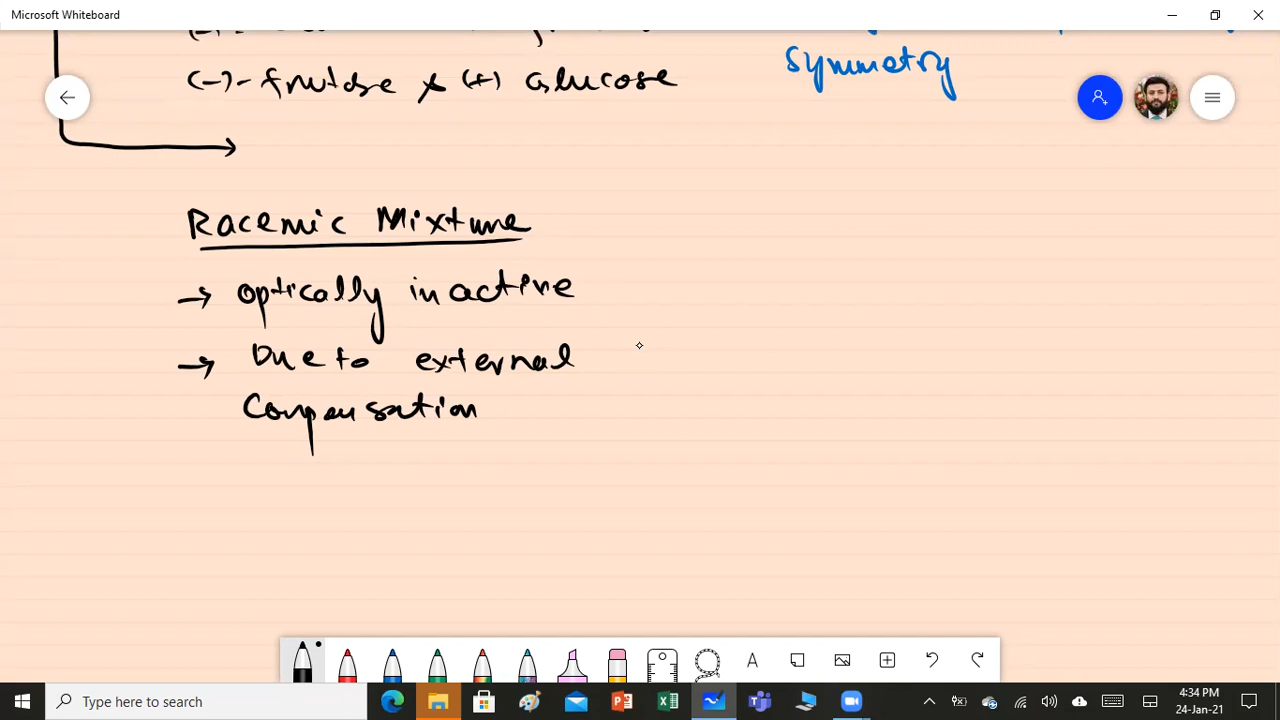 Microsoft Whiteboard
symmetry
(-)-frutose & (+) glucose
Racemic Mixture
→ optically inactive
→ Due to external
Compensation
Type here to search
4:34 PM
24-Jan-21